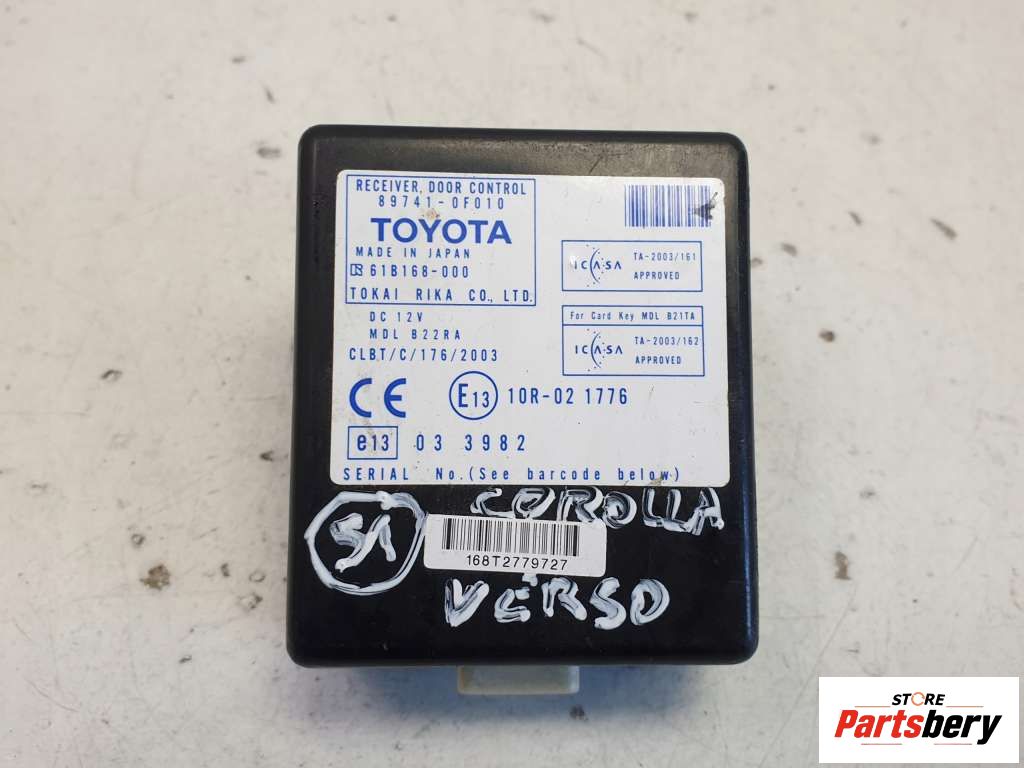 RECEIVER, DOOR CONTROL
89741-0F010
TOYOTA
MADE IN JAPAN
61B168-000
TOKAI RIKA CO., LTD.
DC 12V
MDL B22RA
CLBT/C/176/2003
CE
E13 10R-02 1776
e13 03 3982
SERIAL No. (See barcode below)
ICASA TA-2003/161
APPROVED
For Card Key MDL B21TA
ICASA TA-2003/162
APPROVED
COROLLA
168T2779727
VERSO
STORE
Partsbery